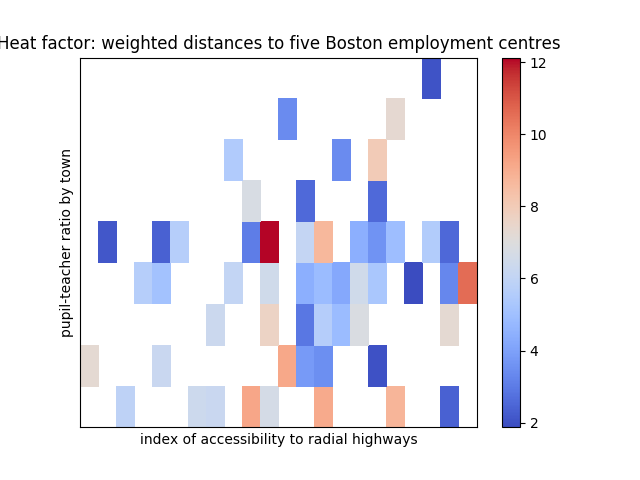 Heat factor: weighted distances to five Boston employment centres
pupil-teacher ratio by town
index of accessibility to radial highways
12
10
8
6
4
2